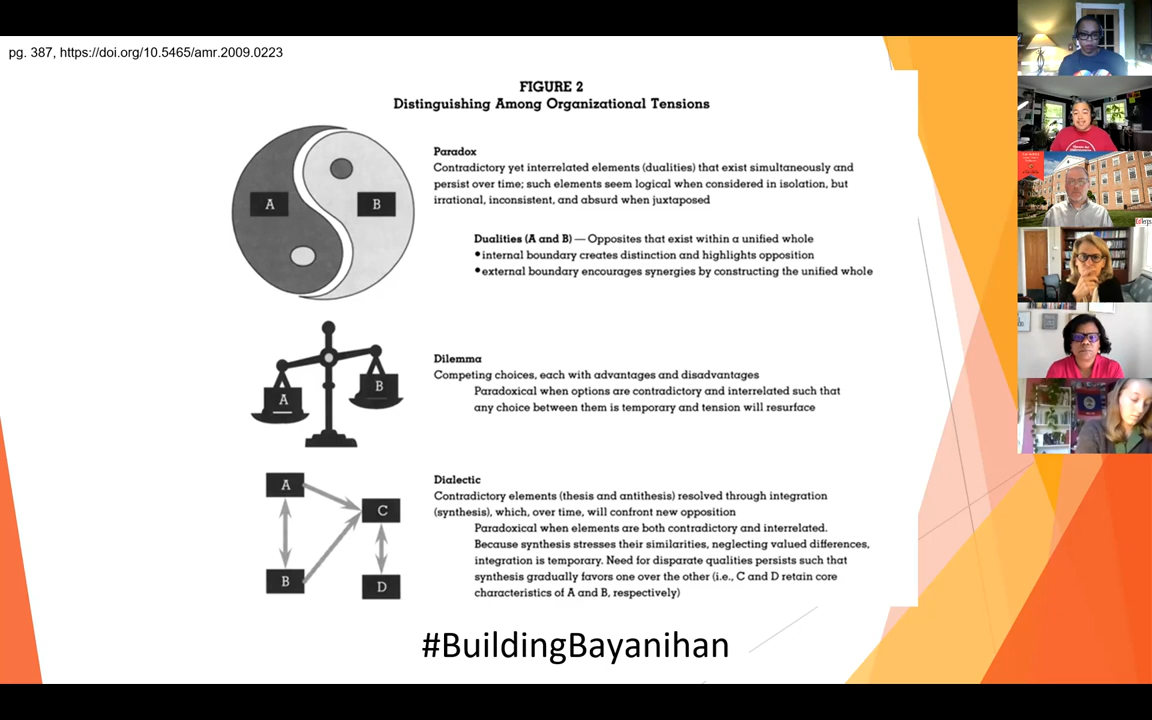 pg. 387, https://doi.org/10.5465/amr.2009.0223
FIGURE 2
Distinguishing Among Organizational Tensions
A
B
Paradox
Contradictory yet interrelated elements (dualities) that exist simultaneously and
persist over time; such elements seem logical when considered in isolation, but
irrational, inconsistent, and absurd when juxtaposed
Dualities (A and B) — Opposites that exist within a unified whole
•internal boundary creates distinction and highlights opposition
•external boundary encourages synergies by constructing the unified whole
A
B
Dilemma
Competing choices, each with advantages and disadvantages
Paradoxical when options are contradictory and interrelated such that
any choice between them is temporary and tension will resurface
A
B
C
D
Dialectic
Contradictory elements (thesis and antithesis) resolved through integration
(synthesis), which, over time, will confront new opposition
Paradoxical when elements are both contradictory and interrelated.
Because synthesis stresses their similarities, neglecting valued differences,
integration is temporary. Need for disparate qualities persists such that
synthesis gradually favors one over the other (i.e., C and D retain core
characteristics of A and B, respectively)
#BuildingBayanihan